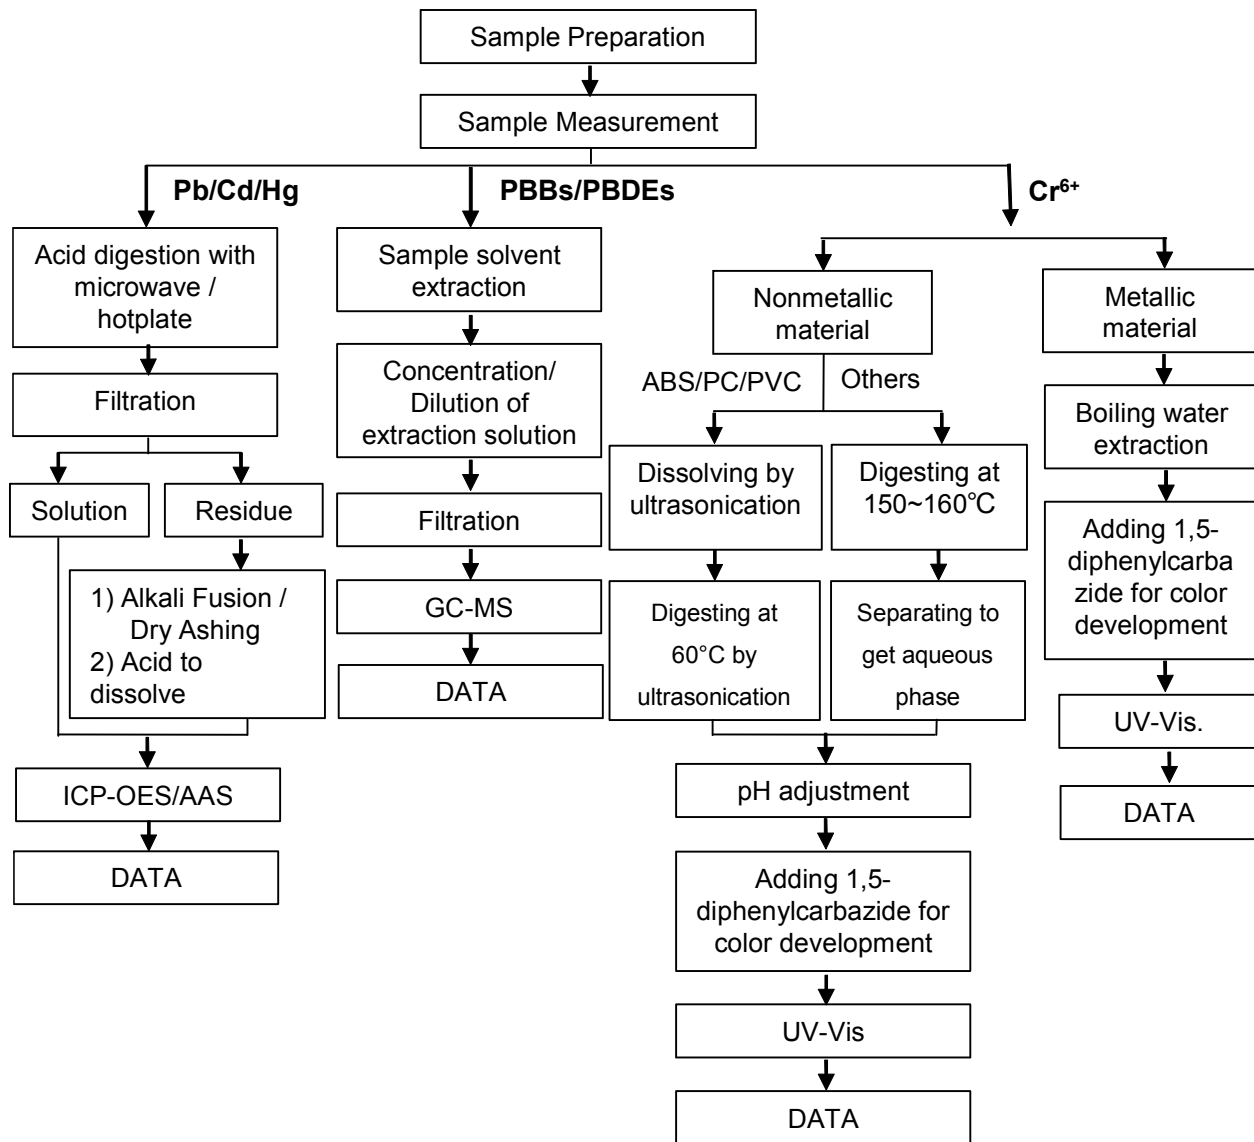 Sample Preparation
Sample Measurement
Pb/Cd/Hg
PBBs/PBDEs
Cr⁶⁺
Acid digestion with
microwave /
hotplate
Filtration
Solution
Residue
1) Alkali Fusion /
Dry Ashing
2) Acid to
dissolve
ICP-OES/AAS
DATA
Sample solvent
extraction
Concentration/
Dilution of
extraction solution
Filtration
GC-MS
DATA
Nonmetallic
material
ABS/PC/PVC
Others
Dissolving by
ultrasonication
Digesting at
60°C by
ultrasonication
Digesting at
150~160℃
Separating to
get aqueous
phase
pH adjustment
Adding 1,5-
diphenylcarbazide for
color development
UV-Vis
DATA
Metallic
material
Boiling water
extraction
Adding 1,5-
diphenylcarba
zide for color
development
UV-Vis.
DATA